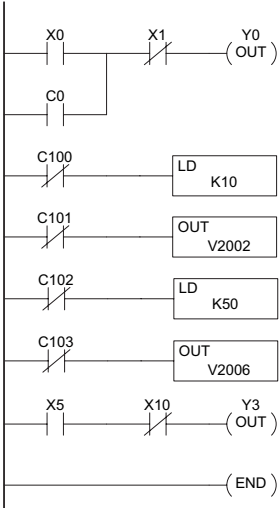 X0 X1 Y0
OUT
C0
C100
LD
K10
C101
OUT
V2002
C102
LD
K50
C103
OUT
V2006
X5 X10 Y3
OUT
END